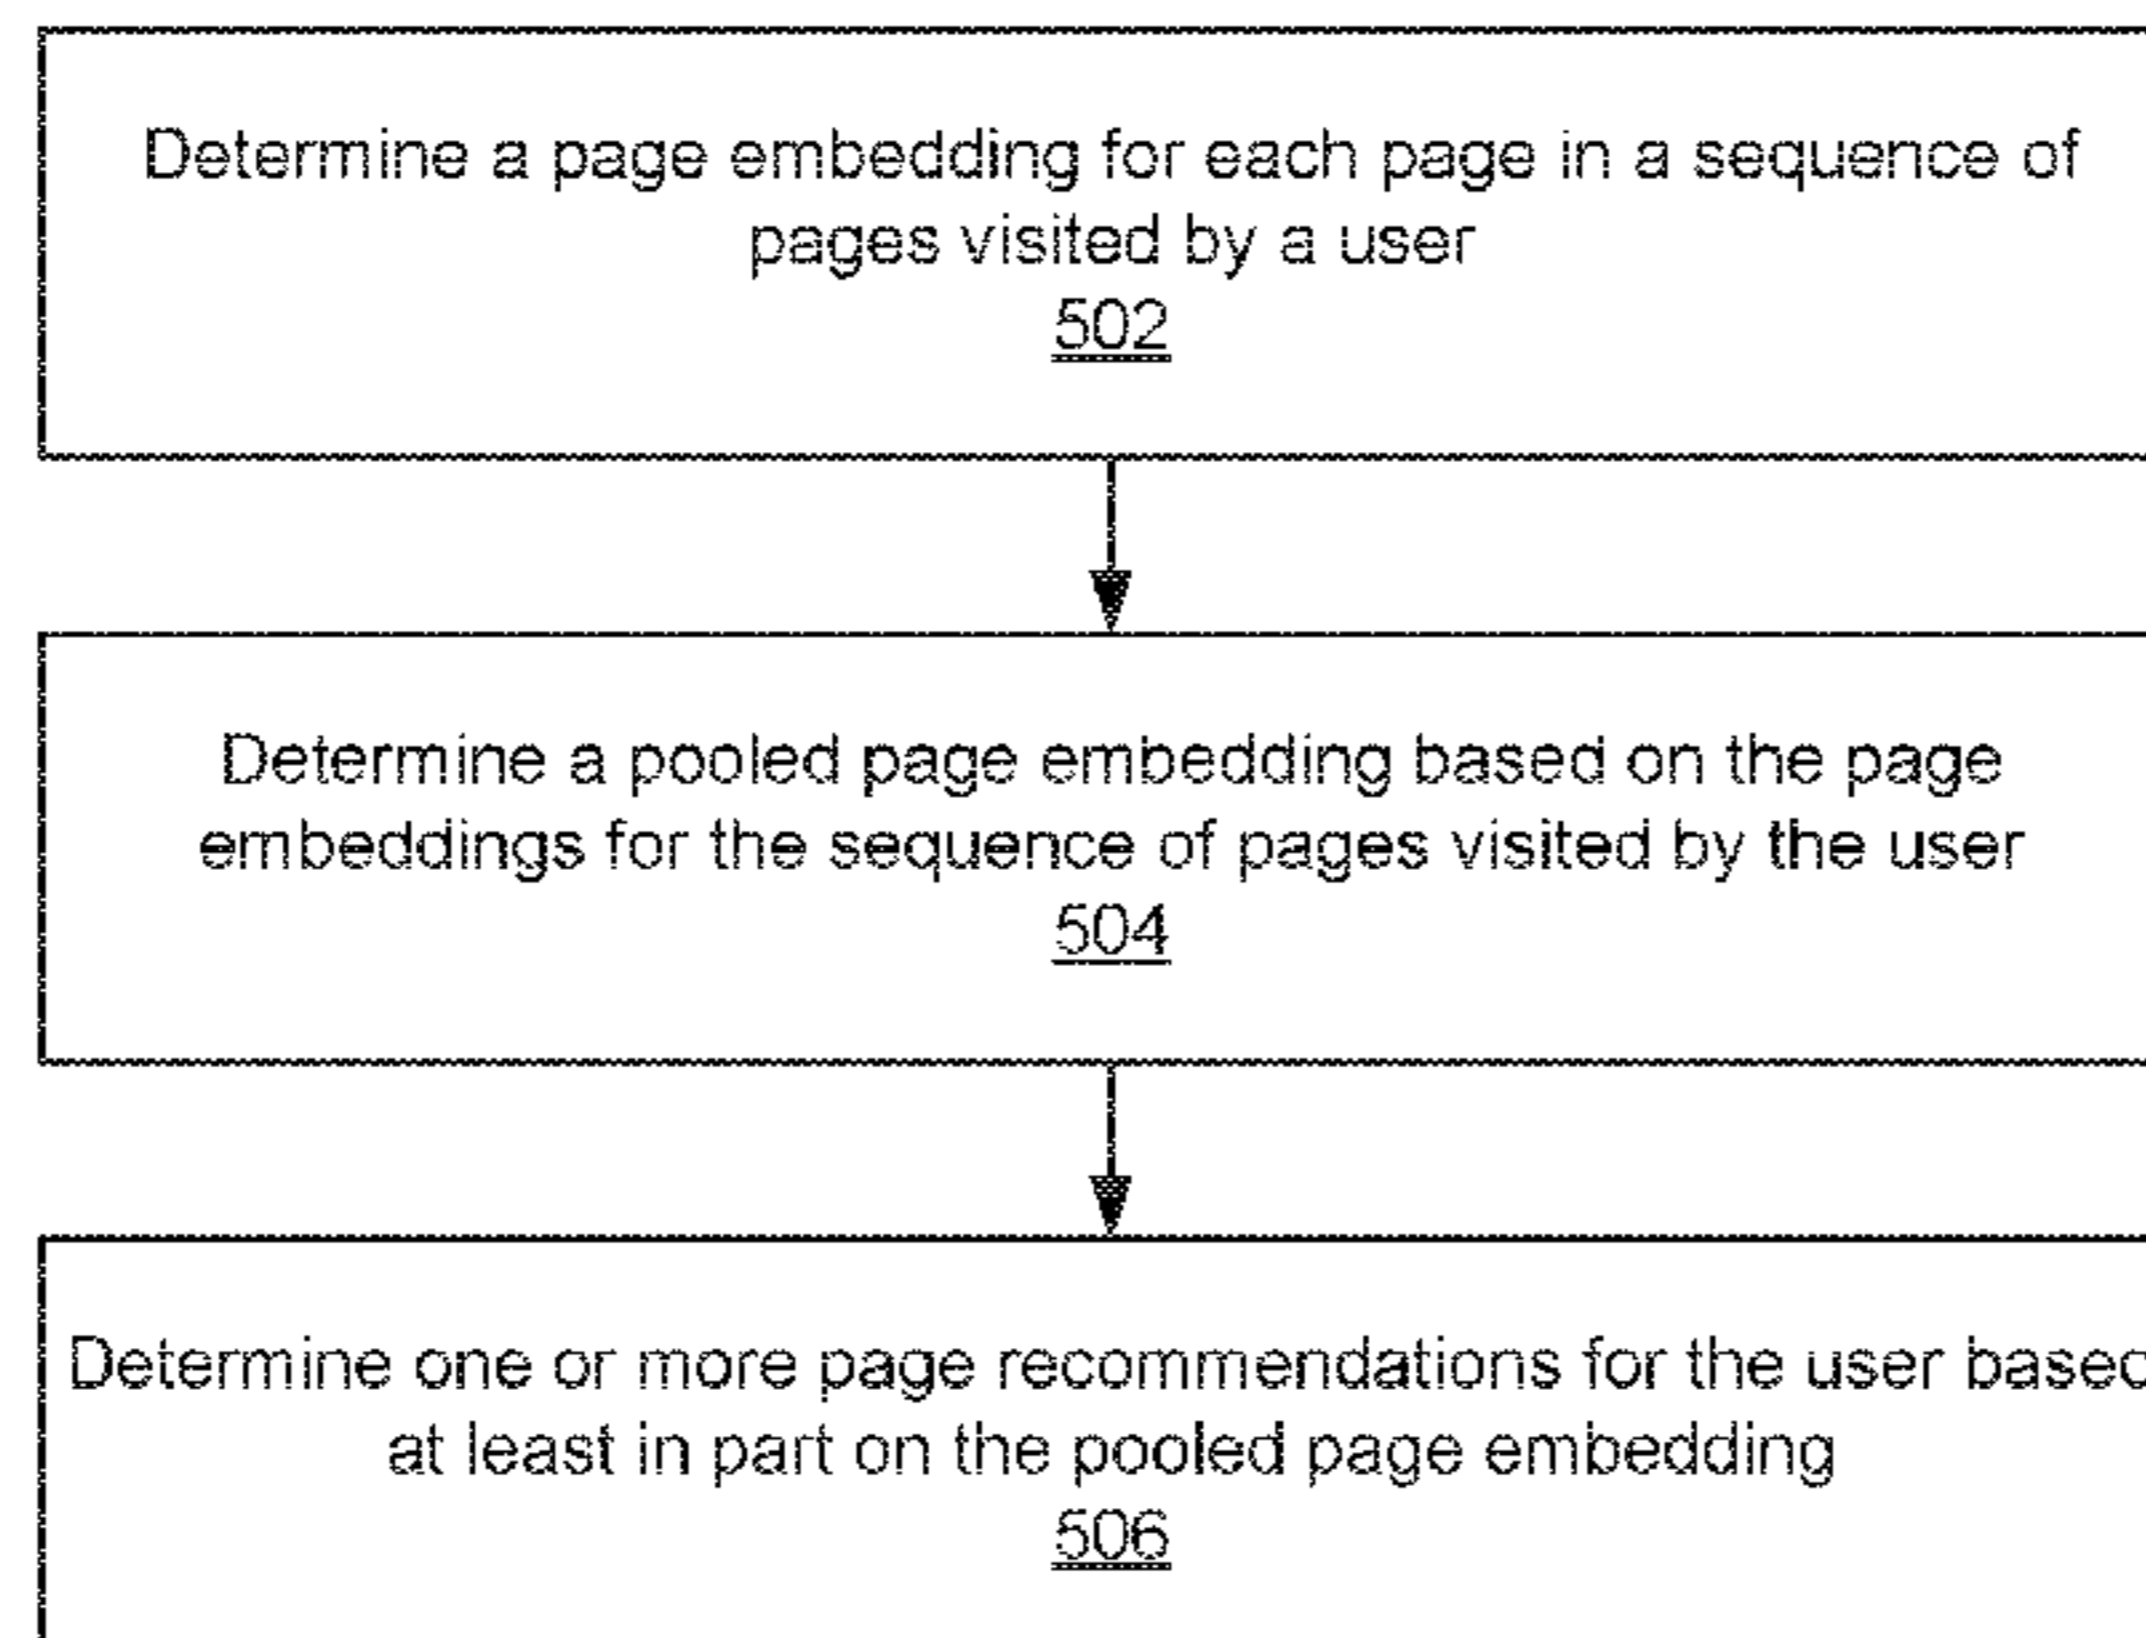 Determine a page embedding for each page in a sequence of
pages visited by a user
502
Determine a pooled page embedding based on the page
embeddings for the sequence of pages visited by the user
504
Determine one or more page recommendations for the user based
at least in part on the pooled page embedding
506